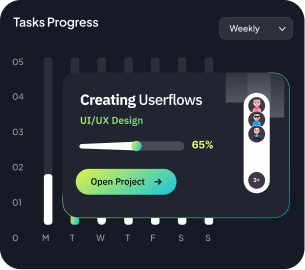 Tasks Progress
Weekly
05
04
03
02
01
0
Creating Userflows
UI/UX Design
65%
Open Project →
3+
M T W T F S S